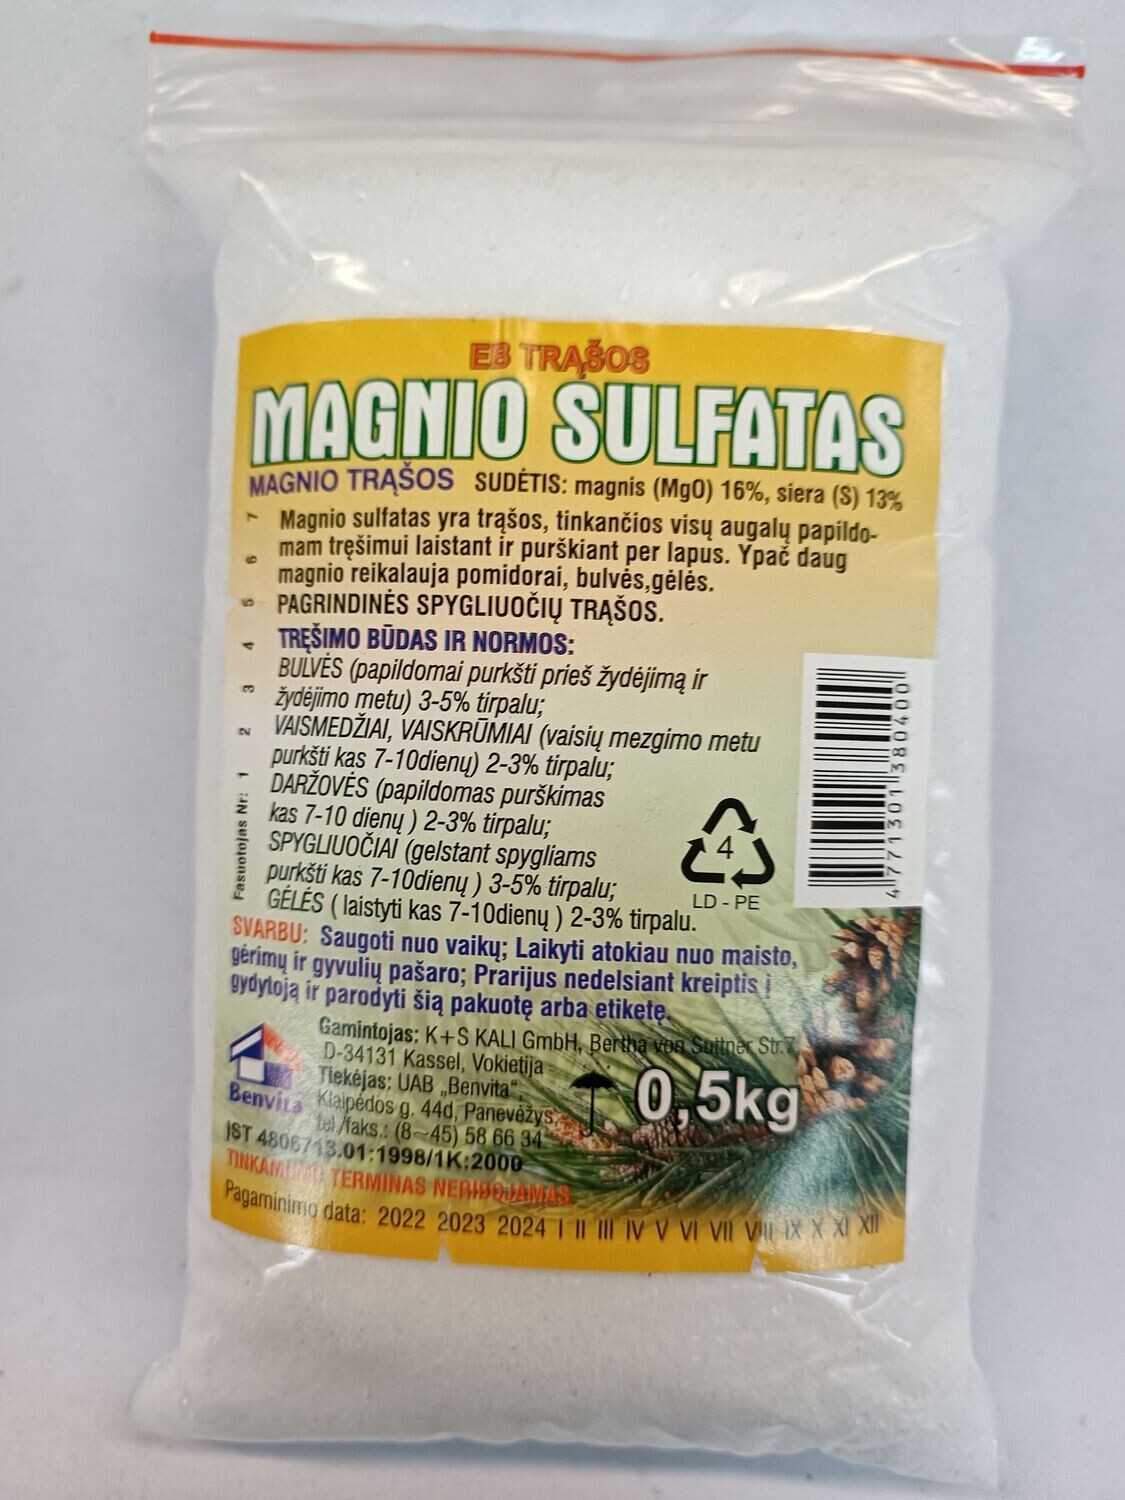 EB TRĄŠOS
MAGNIO SULFATAS
MAGNIO TRĄŠOS SUDĖTIS: magnis (MgO) 16%, siera (S) 13%
Magnio sulfatas yra trąšos, tinkančios visų augalų papildo-
mam tręšimui laistant ir purškiant per lapus. Ypač daug
magnio reikalauja pomidorai, bulvės,gėlės.
PAGRINDINĖS SPYGLIUOČIŲ TRĄŠOS.
TRĘŠIMO BŪDAS IR NORMOS:
BULVĖS (papildomai purkšti prieš žydėjimą ir
žydėjimo metu) 3-5% tirpalu;
VAISMEDŽIAI, VAISKRŪMIAI (vaisių mezgimo metu
purkšti kas 7-10dienų) 2-3% tirpalu;
DARŽOVĖS (papildomas purškimas
kas 7-10 dienų ) 2-3% tirpalu;
SPYGLIUOČIAI (gelstant spygliams
purkšti kas 7-10dienų ) 3-5% tirpalu;
GĖLĖS ( laistyti kas 7-10dienų ) 2-3% tirpalu.
Fasuotojas Nr: 1 2 3 4 5 6 7
4
LD - PE
4 771301 380400
SVARBU: Saugoti nuo vaikų; Laikyti atokiau nuo maisto,
gėrimų ir gyvulių pašaro; Prarijus nedelsiant kreiptis į
gydytoją ir parodyti šią pakuotę arba etiketę.
Gamintojas: K+S KALI GmbH, Bertha von Suttner Str.7,
D-34131 Kassel, Vokietija
Tiekėjas: UAB „Benvita“,
Klaipėdos g. 44d, Panevėžys,
tel./faks.: (8~45) 58 66 34
Benvita
0,5kg
ĮST 4806713.01:1998/1K:2000
TINKAMUMO TERMINAS NERIBOJAMAS
Pagaminimo data: 2022 2023 2024 I II III IV V VI VII VIII IX X XI XII